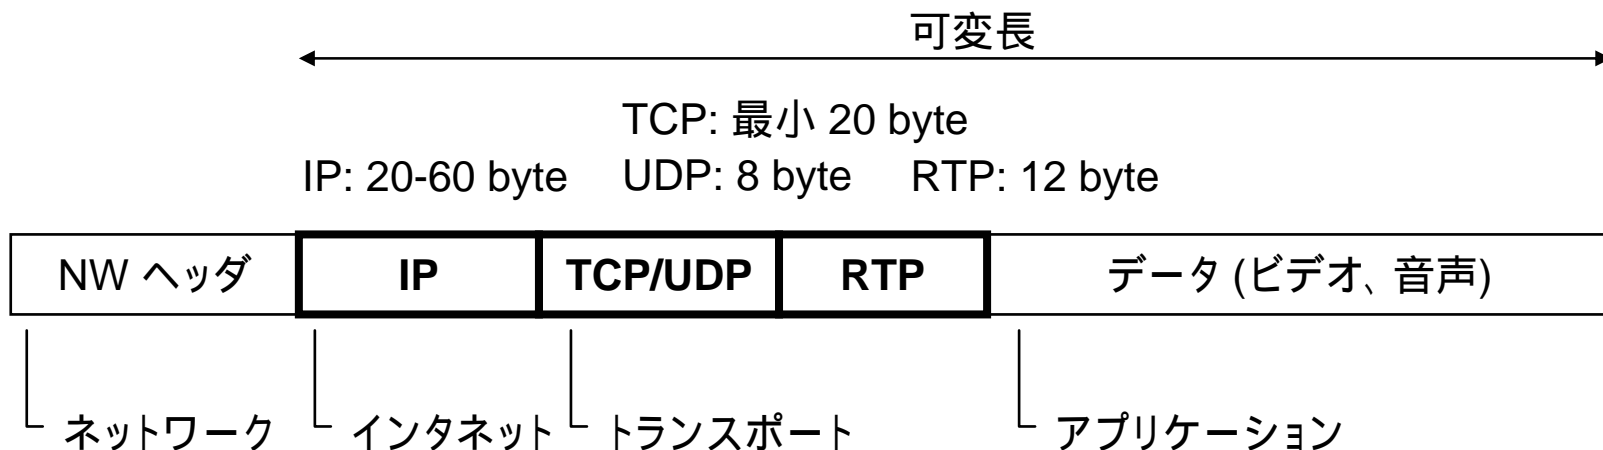 可変長
TCP: 最小 20 byte
IP: 20-60 byte UDP: 8 byte RTP: 12 byte
NW ヘッダ IP TCP/UDP RTP データ (ビデオ、音声)
ネットワーク インタネット トランスポート アプリケーション